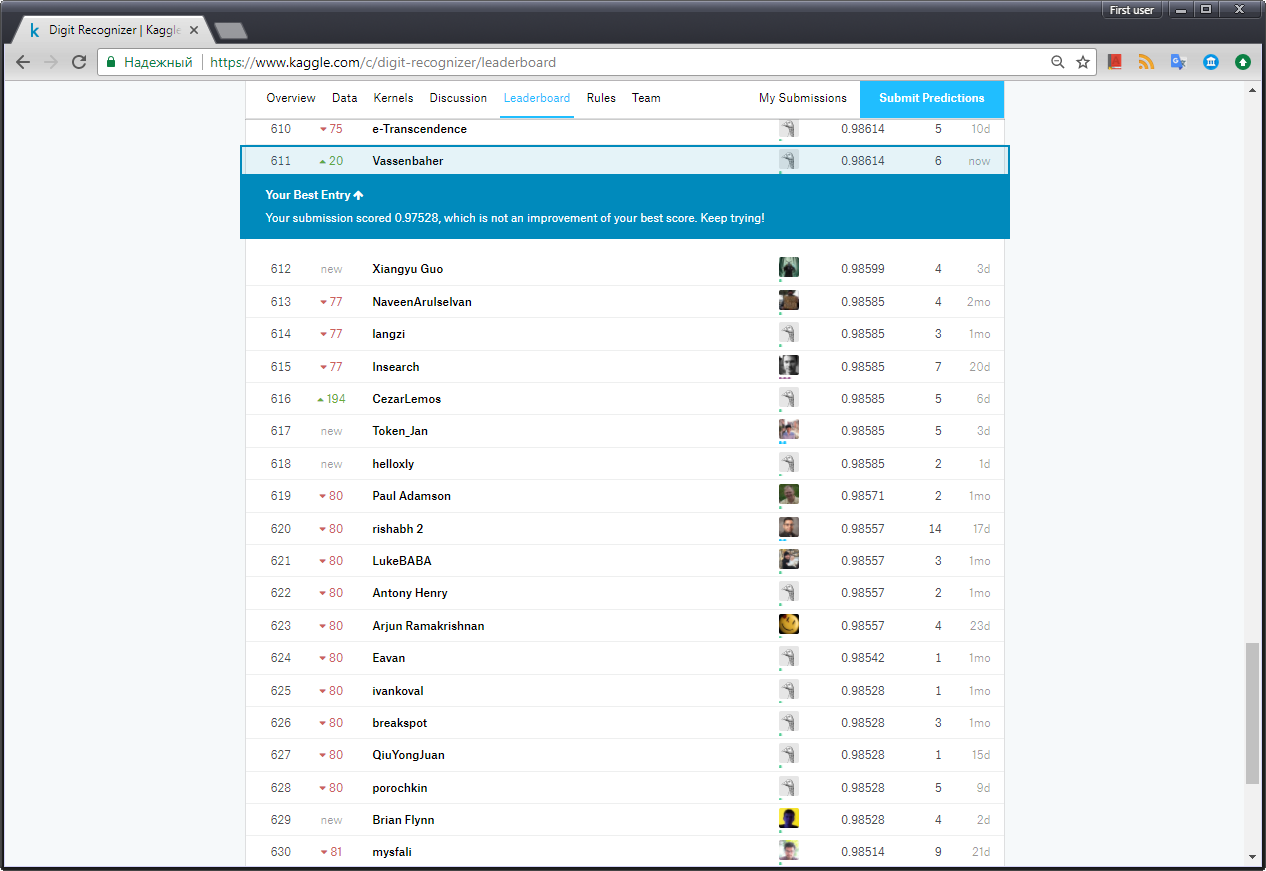 First user
Digit Recognizer | Kaggle
Надежный https://www.kaggle.com/c/digit-recognizer/leaderboard
Overview Data Kernels Discussion Leaderboard Rules Team My Submissions Submit Predictions
610 75 e-Transcendence 0.98614 5 10d
611 20 Vassenbaher 0.98614 6 now
Your Best Entry
Your submission scored 0.97528, which is not an improvement of your best score. Keep trying!
612 new Xiangyu Guo 0.98599 4 3d
613 77 NaveenArulselvan 0.98585 4 2mo
614 77 langzi 0.98585 3 1mo
615 77 Insearch 0.98585 7 20d
616 194 CezarLemos 0.98585 5 6d
617 new Token_Jan 0.98585 5 3d
618 new helloxly 0.98585 2 1d
619 80 Paul Adamson 0.98571 2 1mo
620 80 rishabh 2 0.98557 14 17d
621 80 LukeBABA 0.98557 3 1mo
622 80 Antony Henry 0.98557 2 1mo
623 80 Arjun Ramakrishnan 0.98557 4 23d
624 80 Eavan 0.98542 1 1mo
625 80 ivankoval 0.98528 1 1mo
626 80 breakspot 0.98528 3 1mo
627 80 QiuYongJuan 0.98528 1 15d
628 80 porochkin 0.98528 5 9d
629 new Brian Flynn 0.98528 4 2d
630 81 mysfali 0.98514 9 21d